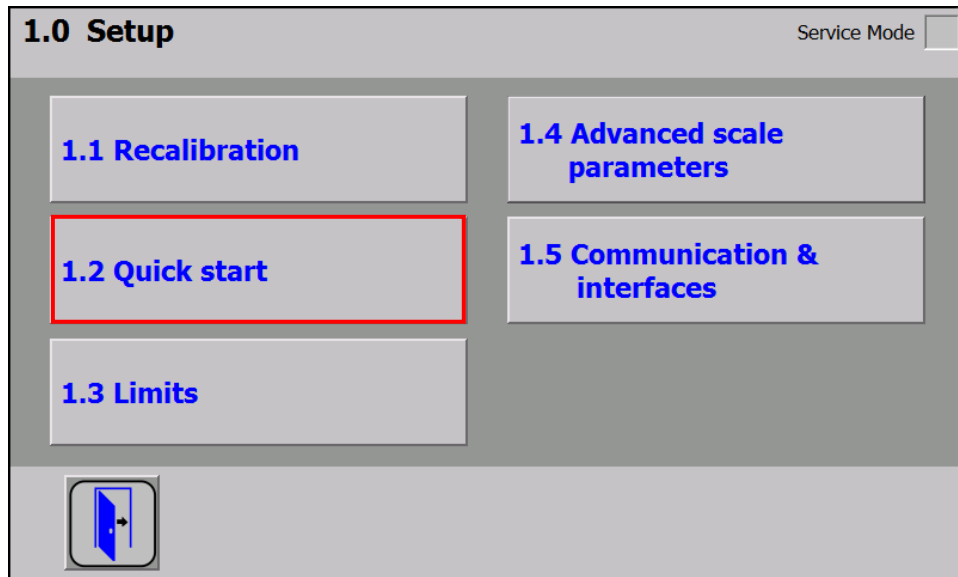 1.0 Setup
Service Mode
1.1 Recalibration
1.2 Quick start
1.3 Limits
1.4 Advanced scale
parameters
1.5 Communication &
interfaces